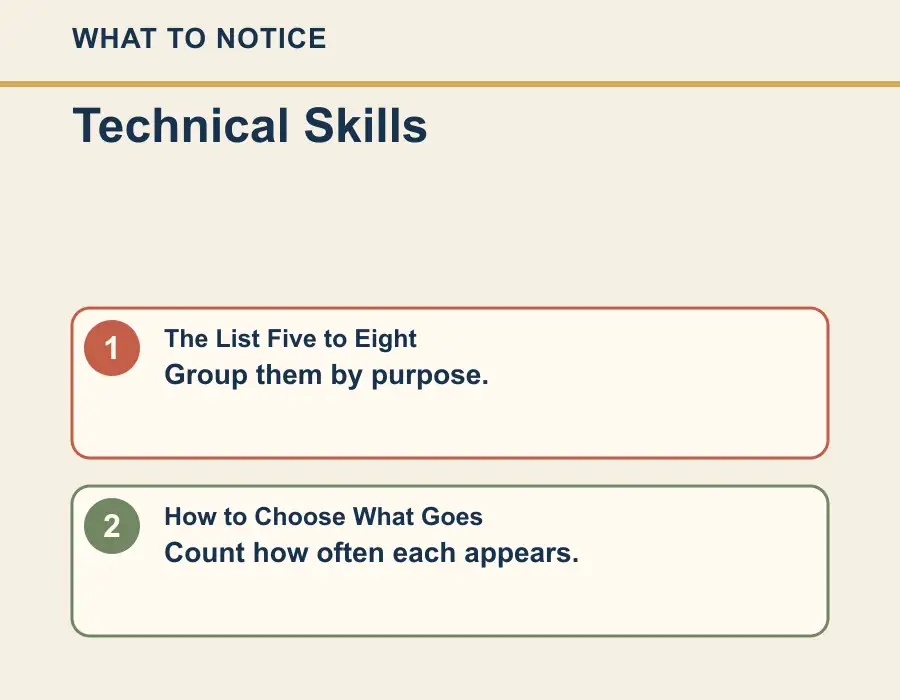 WHAT TO NOTICE
Technical Skills
1
The List Five to Eight
Group them by purpose.
2
How to Choose What Goes
Count how often each appears.